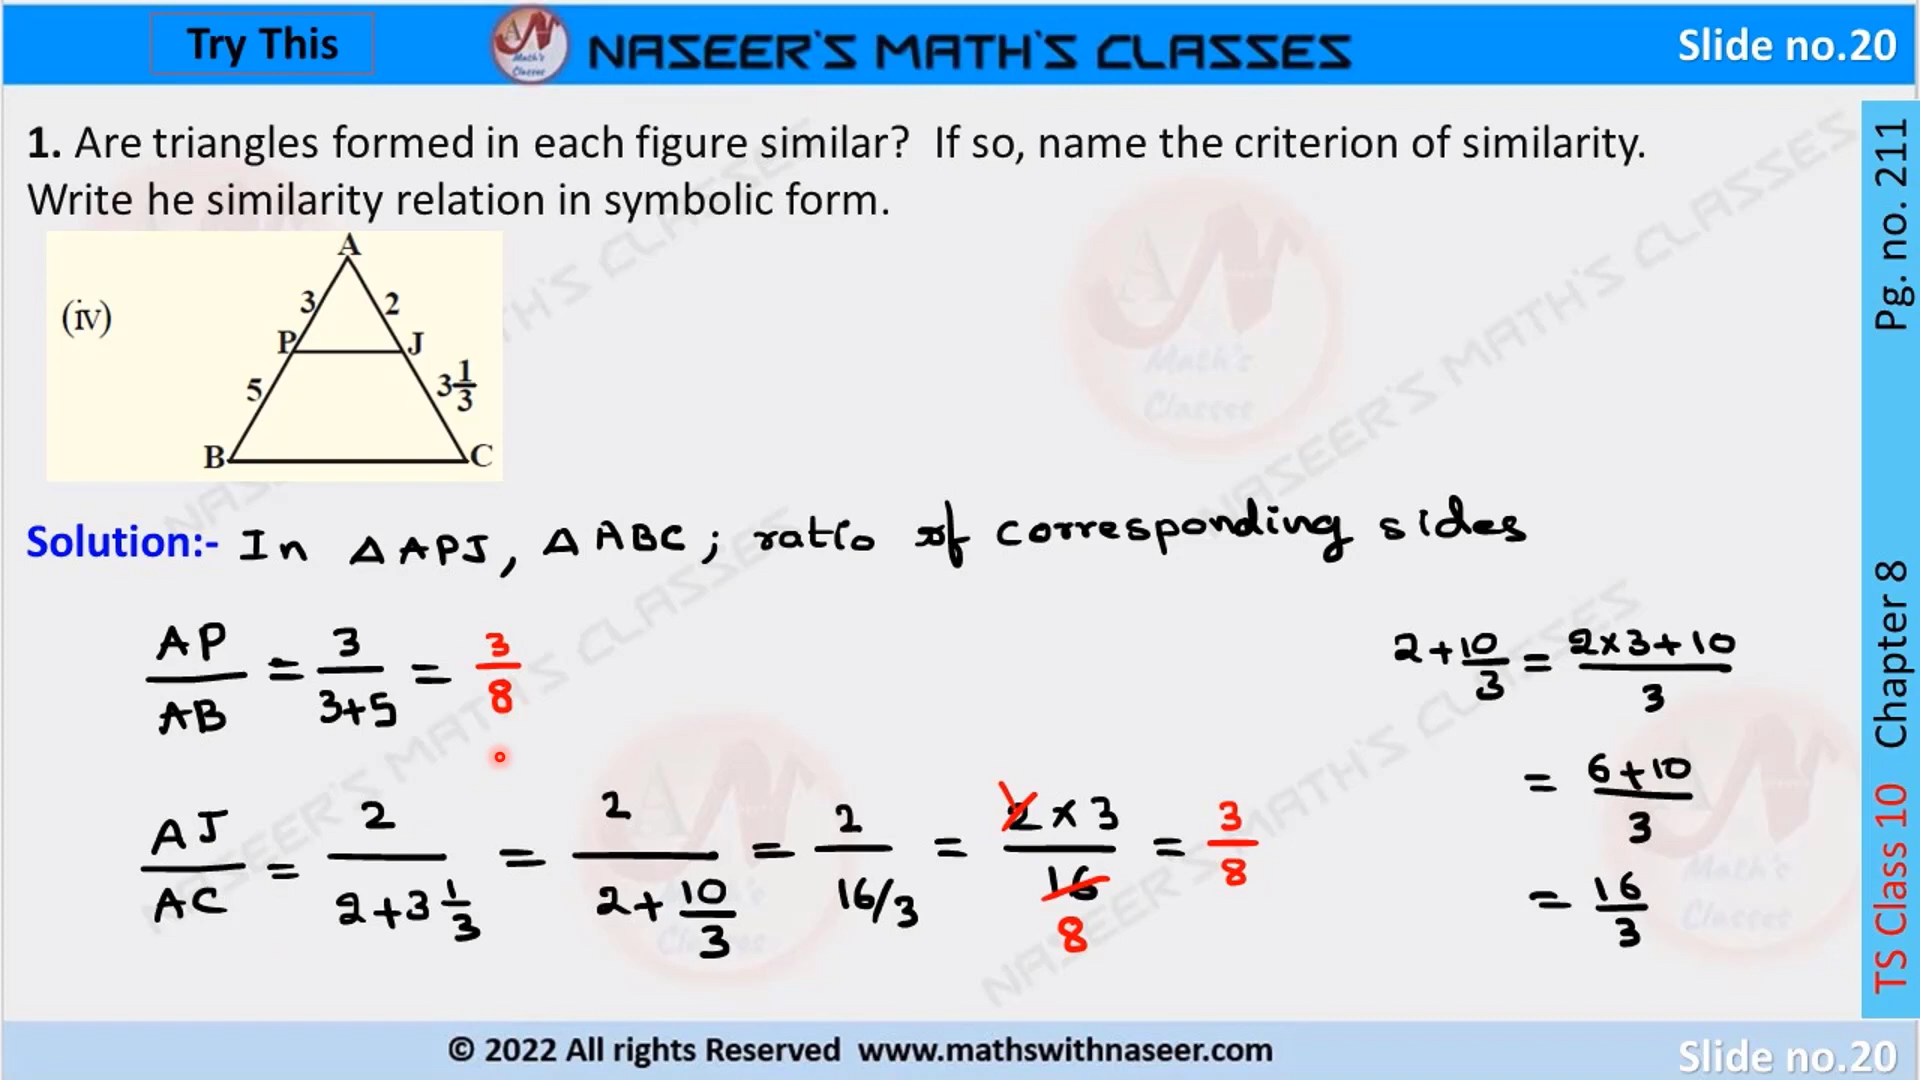 Try This
NASEER'S MATH'S CLASSES
Math's
Classes
Slide no.20
1. Are triangles formed in each figure similar?  If so, name the criterion of similarity.
Write he similarity relation in symbolic form.
(iv)
A
3 2
P J
5 3 1/3
B C
Solution:- In Δ APJ, Δ ABC; ratio of corresponding sides
AP/AB = 3/(3+5) = 3/8
AJ/AC = 2/(2+3 1/3) = 2/(2+10/3) = 2/(16/3) = (2×3)/16 = 3/8
8
2+10/3 = (2×3+10)/3
= (6+10)/3
= 16/3
Pg. no. 211
TS Class 10 Chapter 8
© 2022 All rights Reserved  www.mathswithnaseer.com
Slide no.20